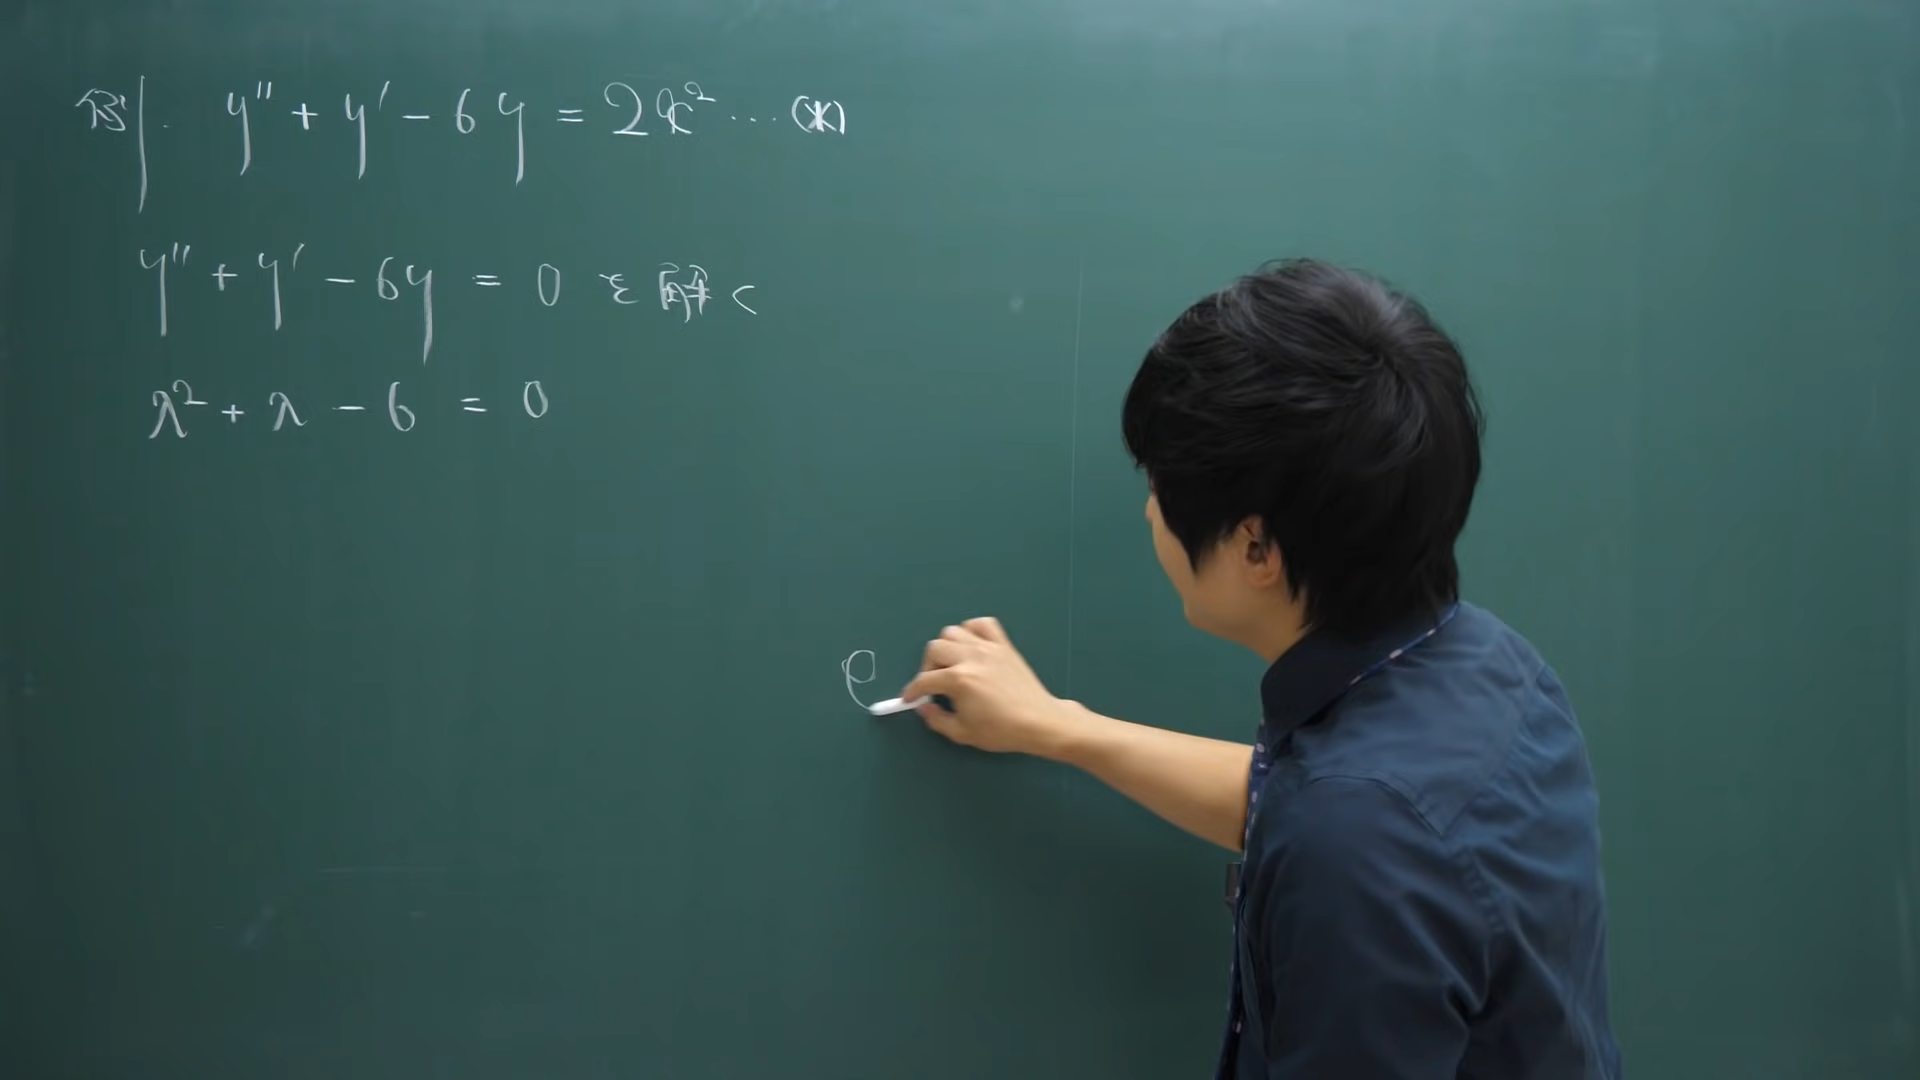 例. y'' + y' - 6y = 2x² … (*)
y'' + y' - 6y = 0 を解く
λ² + λ - 6 = 0
e